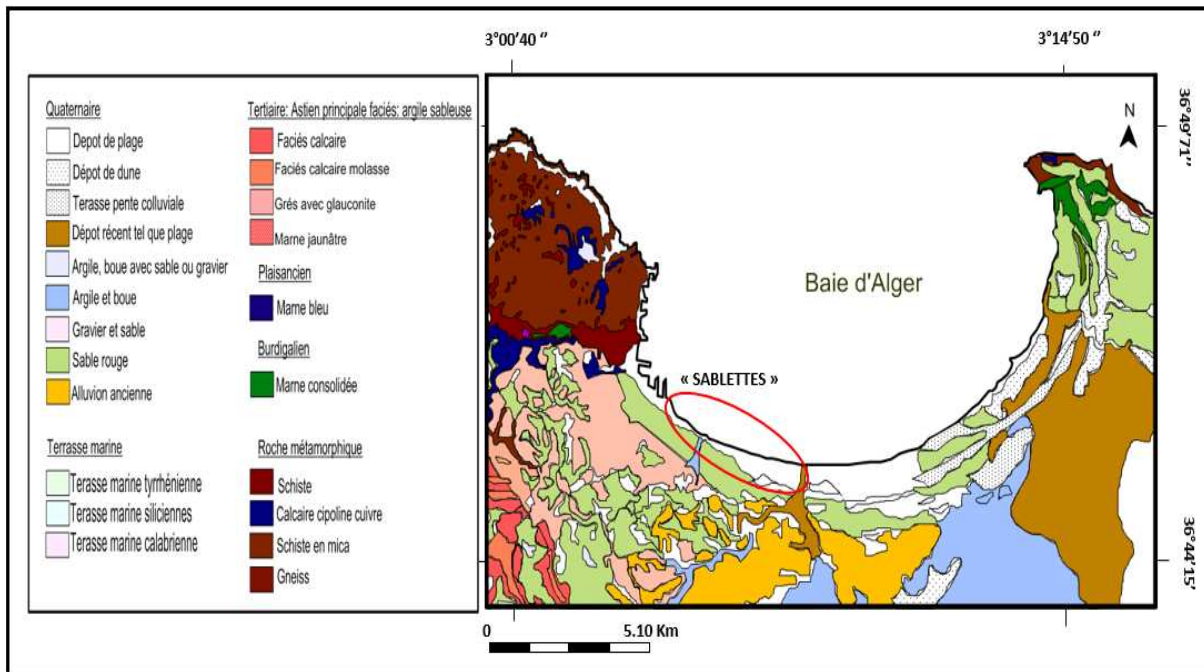 3°00'40 ‘’
3°14'50 ‘’
Quaternaire
Depot de plage
Dépot de dune
Terasse pente colluviale
Dépôt récent tel que plage
Argile, boue avec sable ou gravier
Argile et boue
Gravier et sable
Sable rouge
Alluvion ancienne
Terrasse marine
Terasse marine tyrrhénienne
Terasse marine siliciennes
Terasse marine calabrienne
Tertiaire: Astien principale faciés: argile sableuse
Faciés calcaire
Faciés calcaire molasse
Grés avec glauconite
Marne jaunâtre
Plaisancien
Marne bleu
Burdigalien
Marne consolidée
Roche métamorphique
Schiste
Calcaire cipoline cuivre
Schiste en mica
Gneiss
N
36°49'71’’
Baie d'Alger
« SABLETTES »
36°44'15’’
0 5.10 Km